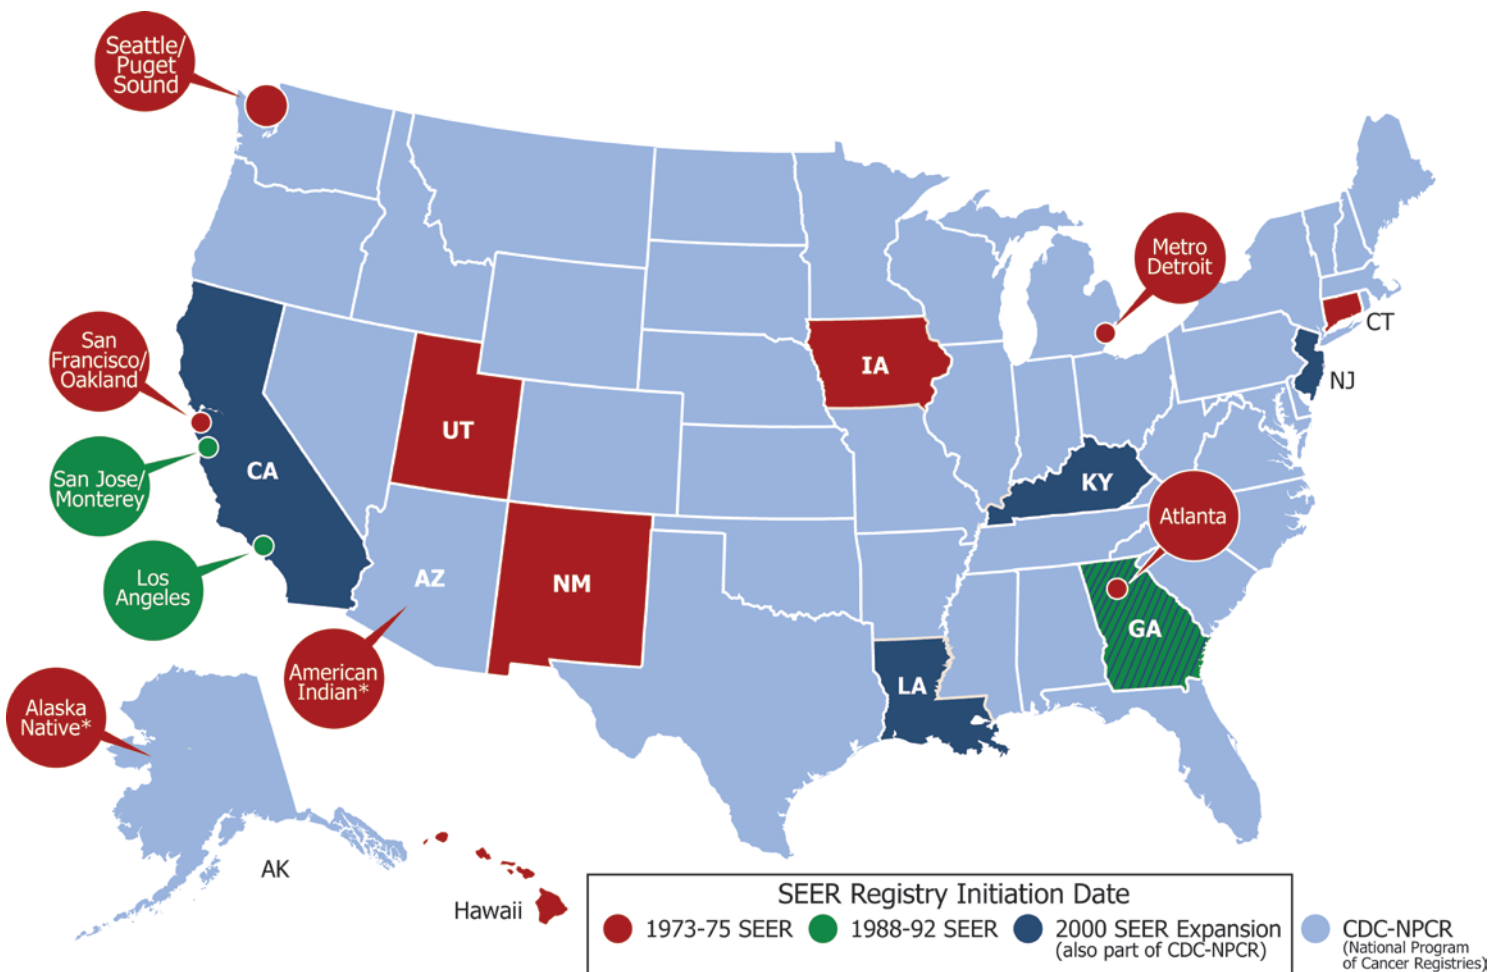 Seattle/
Puget
Sound
Metro
Detroit
San
Francisco/
Oakland
IA
CT
NJ
UT
San Jose/
Monterey
CA
KY
Atlanta
Los
Angeles
AZ
NM
GA
American
Indian*
LA
Alaska
Native*
AK
Hawaii
SEER Registry Initiation Date
1973-75 SEER
1988-92 SEER
2000 SEER Expansion
(also part of CDC-NPCR)
CDC-NPCR
(National Program
of Cancer Registries)